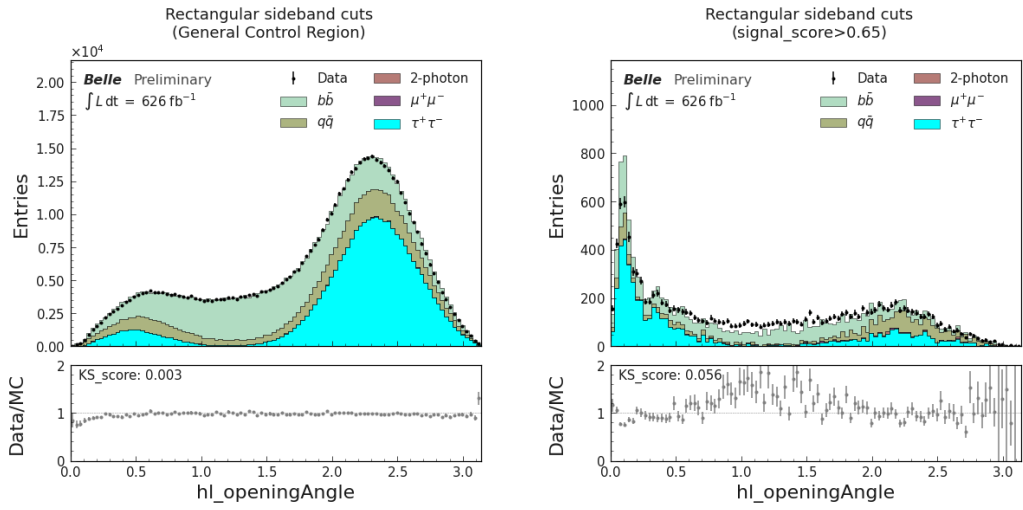 Rectangular sideband cuts
(General Control Region)
×10⁴
Belle Preliminary
∫ L dt = 626 fb⁻¹
Data
bb̄
qq̄
2-photon
μ⁺μ⁻
τ⁺τ⁻
Entries
2.00
1.75
1.50
1.25
1.00
0.75
0.50
0.25
0.00
KS_score: 0.003
Data/MC
2
1
0
0.0 0.5 1.0 1.5 2.0 2.5 3.0
hl_openingAngle
Rectangular sideband cuts
(signal_score>0.65)
Belle Preliminary
∫ L dt = 626 fb⁻¹
Data
bb̄
qq̄
2-photon
μ⁺μ⁻
τ⁺τ⁻
Entries
1000
800
600
400
200
0
KS_score: 0.056
Data/MC
2
1
0
0.0 0.5 1.0 1.5 2.0 2.5 3.0
hl_openingAngle